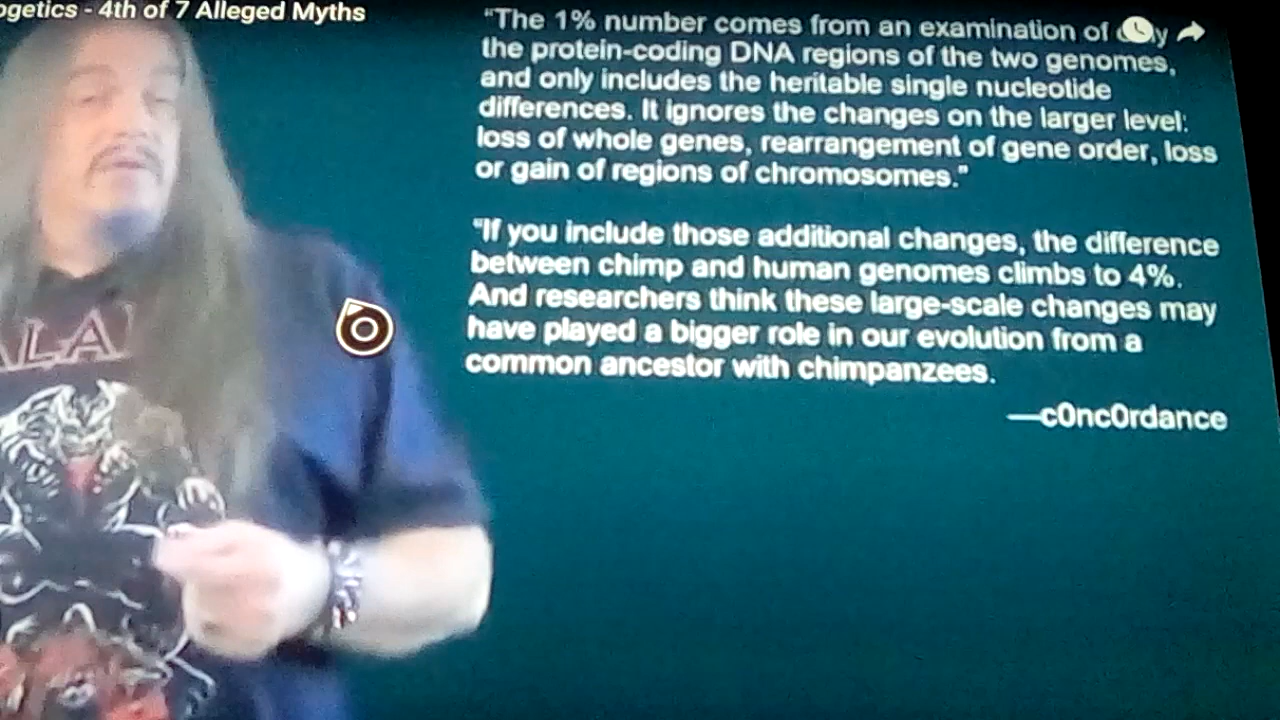 ogetics - 4th of 7 Alleged Myths
"The 1% number comes from an examination of
the protein-coding DNA regions of the two genomes,
and only includes the heritable single nucleotide
differences. It ignores the changes on the larger level:
loss of whole genes, rearrangement of gene order, loss
or gain of regions of chromosomes."
"If you include those additional changes, the difference
between chimp and human genomes climbs to 4%.
And researchers think these large-scale changes may
have played a bigger role in our evolution from a
common ancestor with chimpanzees.
—c0nc0rdance